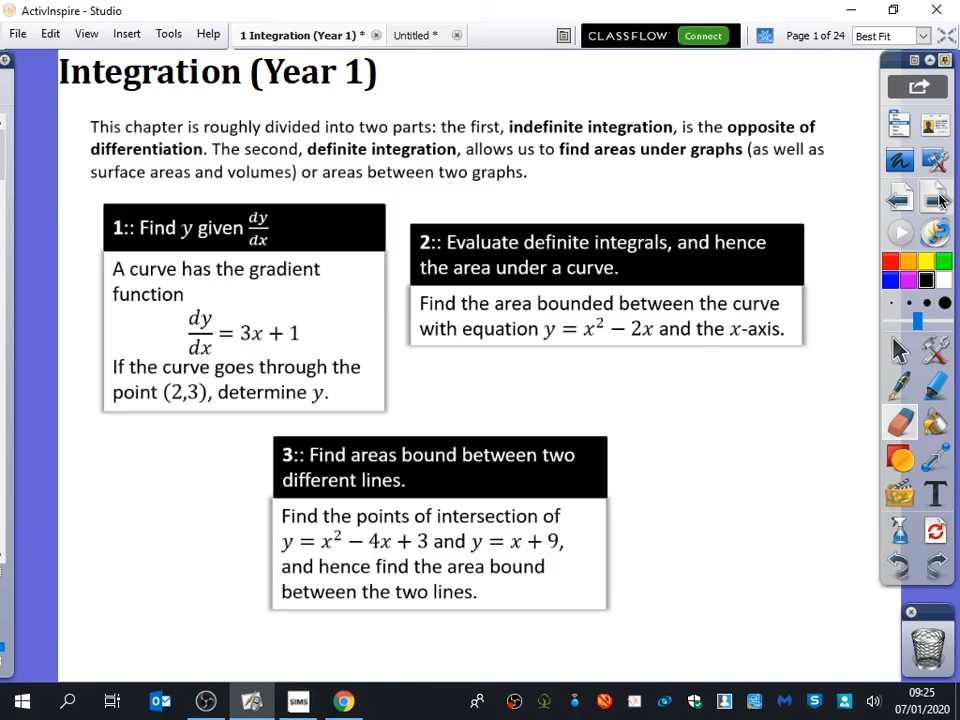 ActivInspire - Studio
File Edit View Insert Tools Help 1 Integration (Year 1) * Untitled * CLASSFLOW Connect Page 1 of 24 Best Fit
Integration (Year 1)
This chapter is roughly divided into two parts: the first, indefinite integration, is the opposite of
differentiation. The second, definite integration, allows us to find areas under graphs (as well as
surface areas and volumes) or areas between two graphs.
1:: Find y given dy/dx
A curve has the gradient
function
dy/dx = 3x + 1
If the curve goes through the
point (2,3), determine y.
2:: Evaluate definite integrals, and hence
the area under a curve.
Find the area bounded between the curve
with equation y = x² − 2x and the x-axis.
3:: Find areas bound between two
different lines.
Find the points of intersection of
y = x² − 4x + 3 and y = x + 9,
and hence find the area bound
between the two lines.
SIMS
09:25
07/01/2020